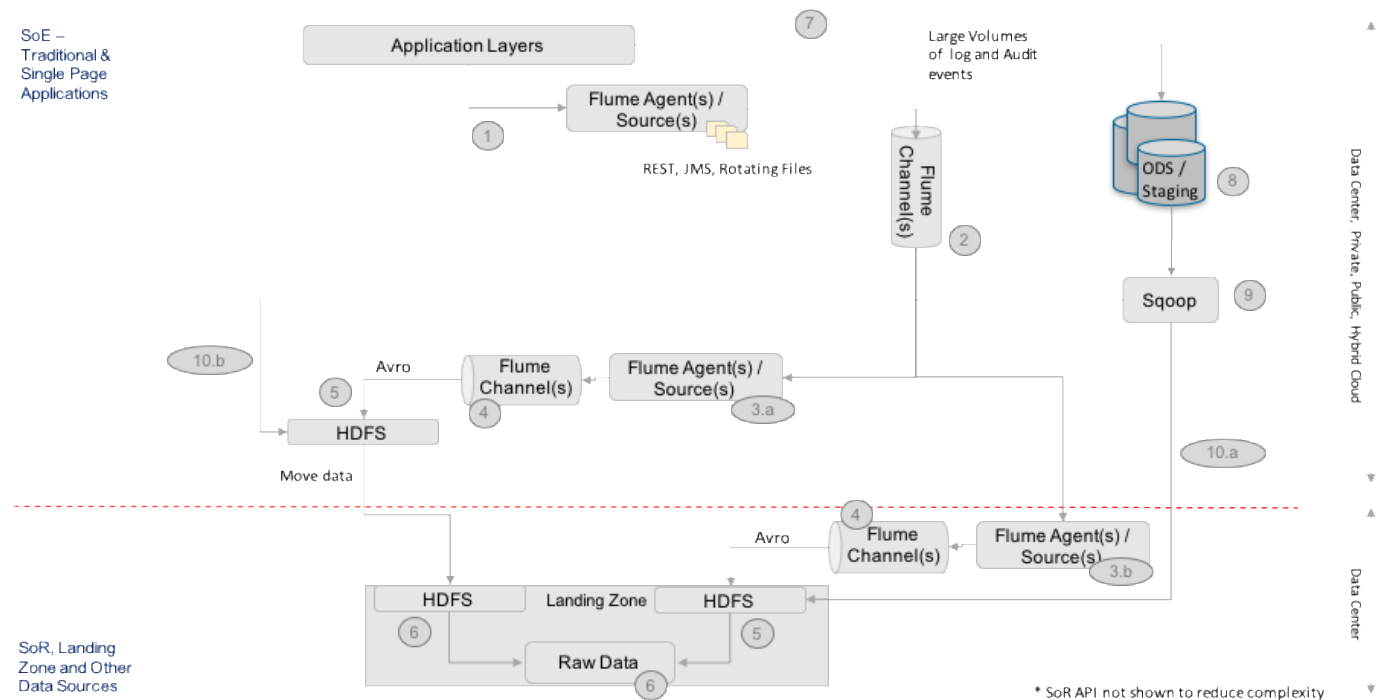 SoE –
Traditional &
Single Page
Applications
Application Layers
7
Large Volumes
of log and Audit
events
Flume Agent(s) /
Source(s)
1
REST, JMS, Rotating Files
Flume
Channel(s)
2
ODS /
Staging
8
Sqoop
9
Data Center, Private, Public, Hybrid Cloud
10.b
5
Avro
Flume
Channel(s)
4
Flume Agent(s) /
Source(s)
3.a
HDFS
Move data
10.a
4
Avro
Flume
Channel(s)
Flume Agent(s) /
Source(s)
3.b
Data Center
HDFS
Landing Zone
HDFS
6
5
Raw Data
6
SoR, Landing
Zone and Other
Data Sources
* SoR API not shown to reduce complexity